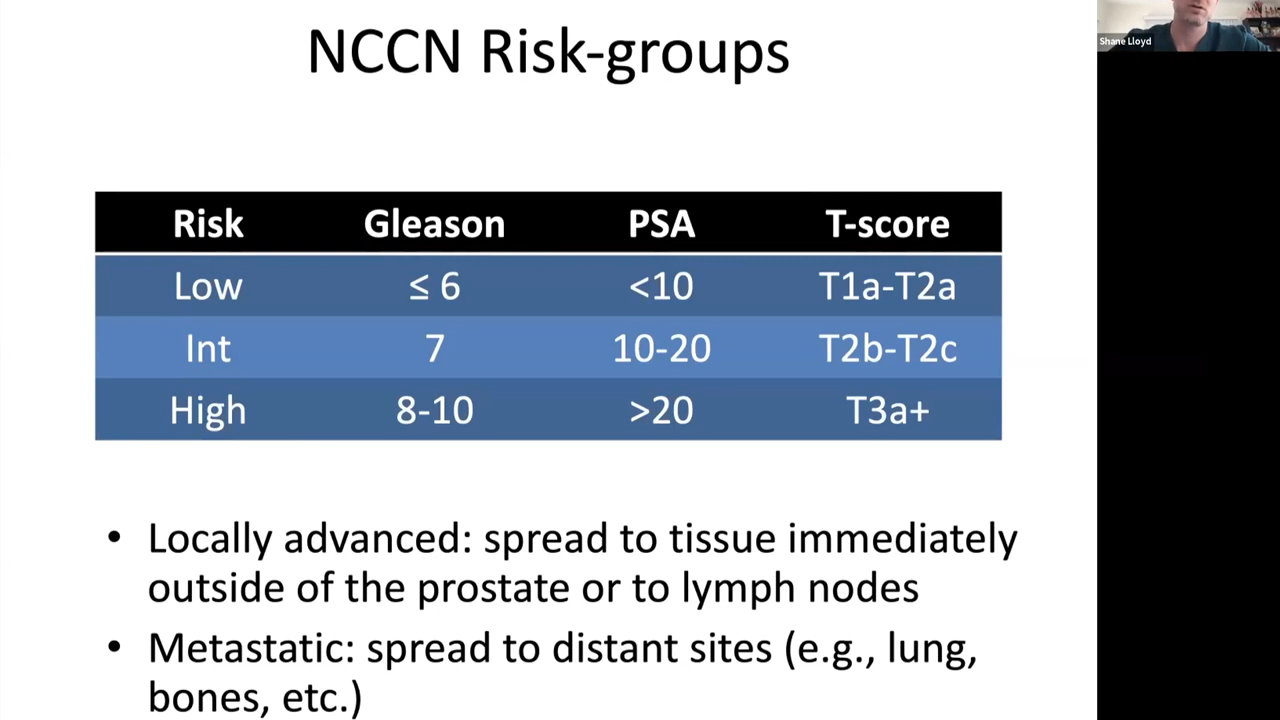 NCCN Risk-groups
Shane Lloyd
Risk Gleason PSA T-score
Low ≤ 6 <10 T1a-T2a
Int 7 10-20 T2b-T2c
High 8-10 >20 T3a+
• Locally advanced: spread to tissue immediately
outside of the prostate or to lymph nodes
• Metastatic: spread to distant sites (e.g., lung,
bones, etc.)